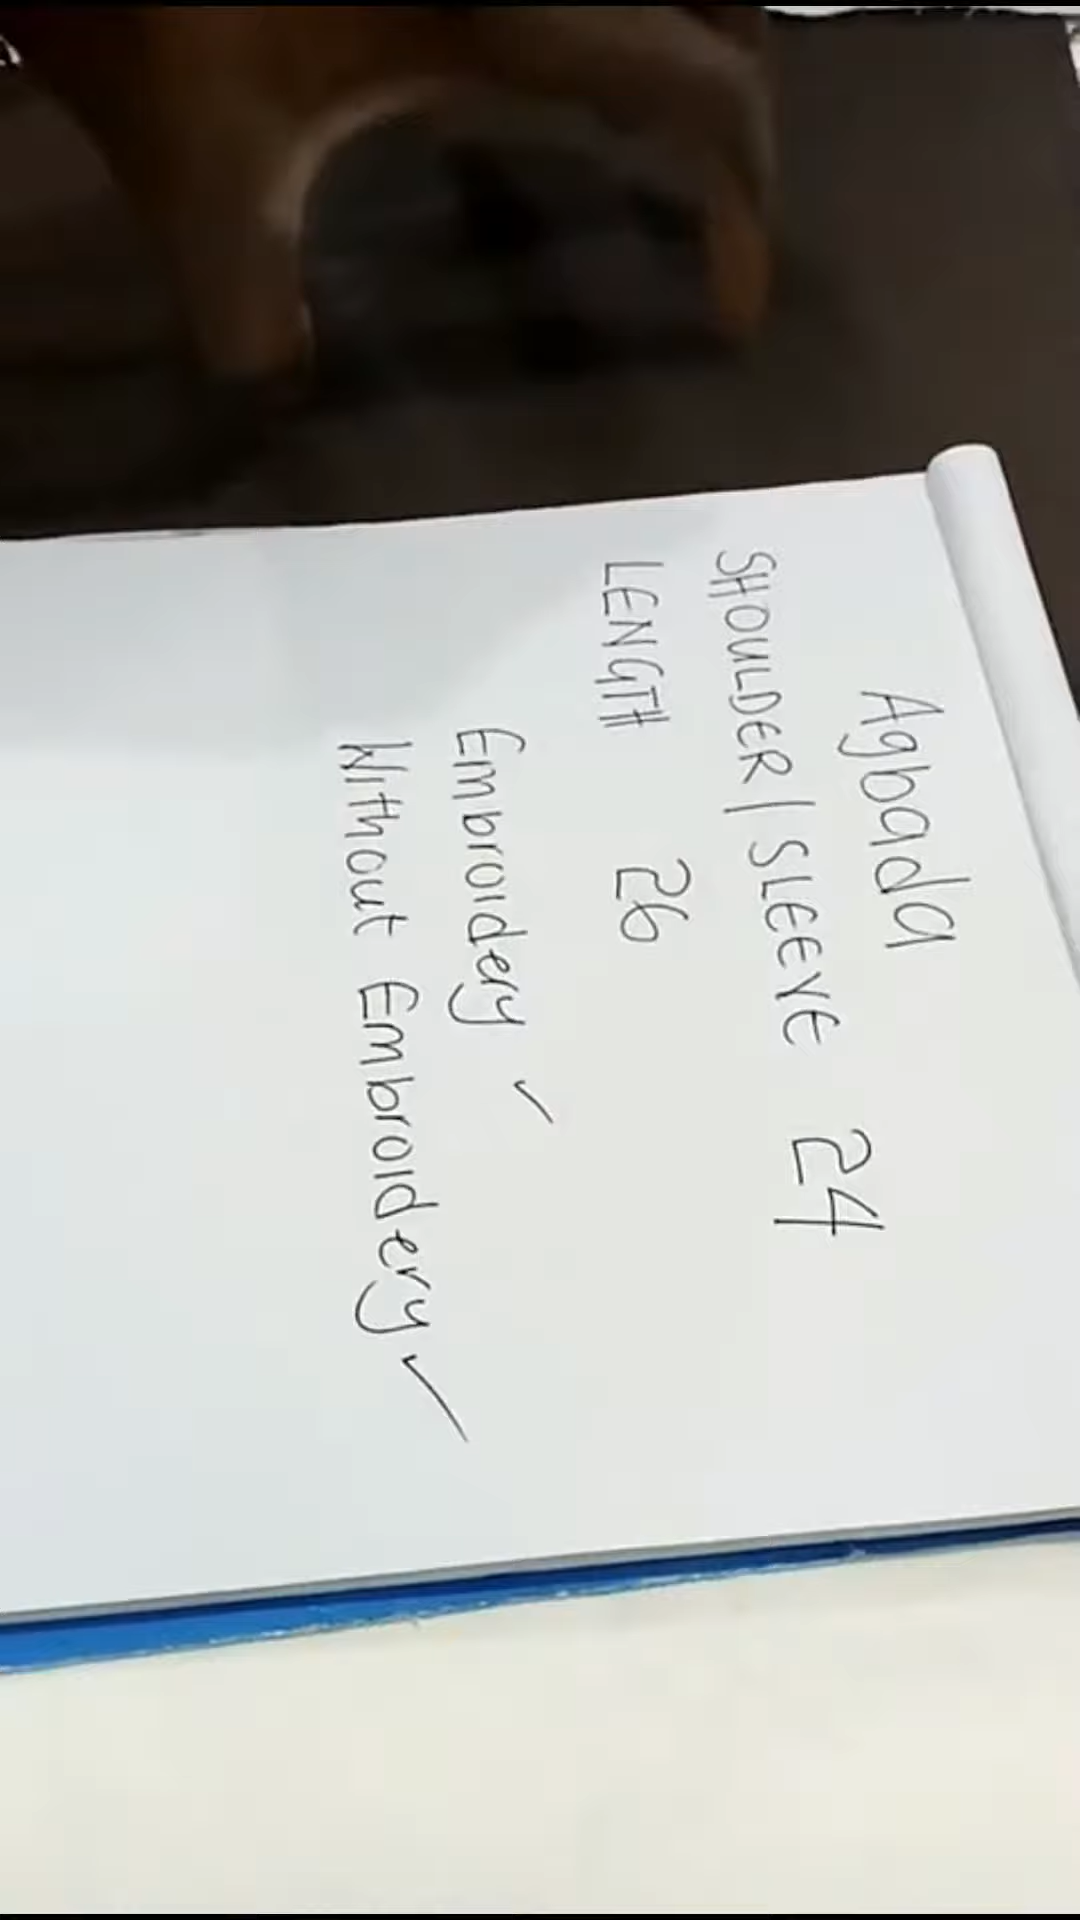 Agbada
SHOULDER / SLEEVE 24
LENGTH 26
Embroidery ✓
Without Embroidery ✓